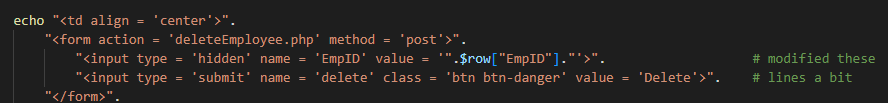 echo "<td align = 'center'>".
"<form action = 'deleteEmployee.php' method = 'post'>".
"<input type = 'hidden' name = 'EmpID' value = '".$row["EmpID"]."'>". # modified these
"<input type = 'submit' name = 'delete' class = 'btn btn-danger' value = 'Delete'>". # lines a bit
"</form>".